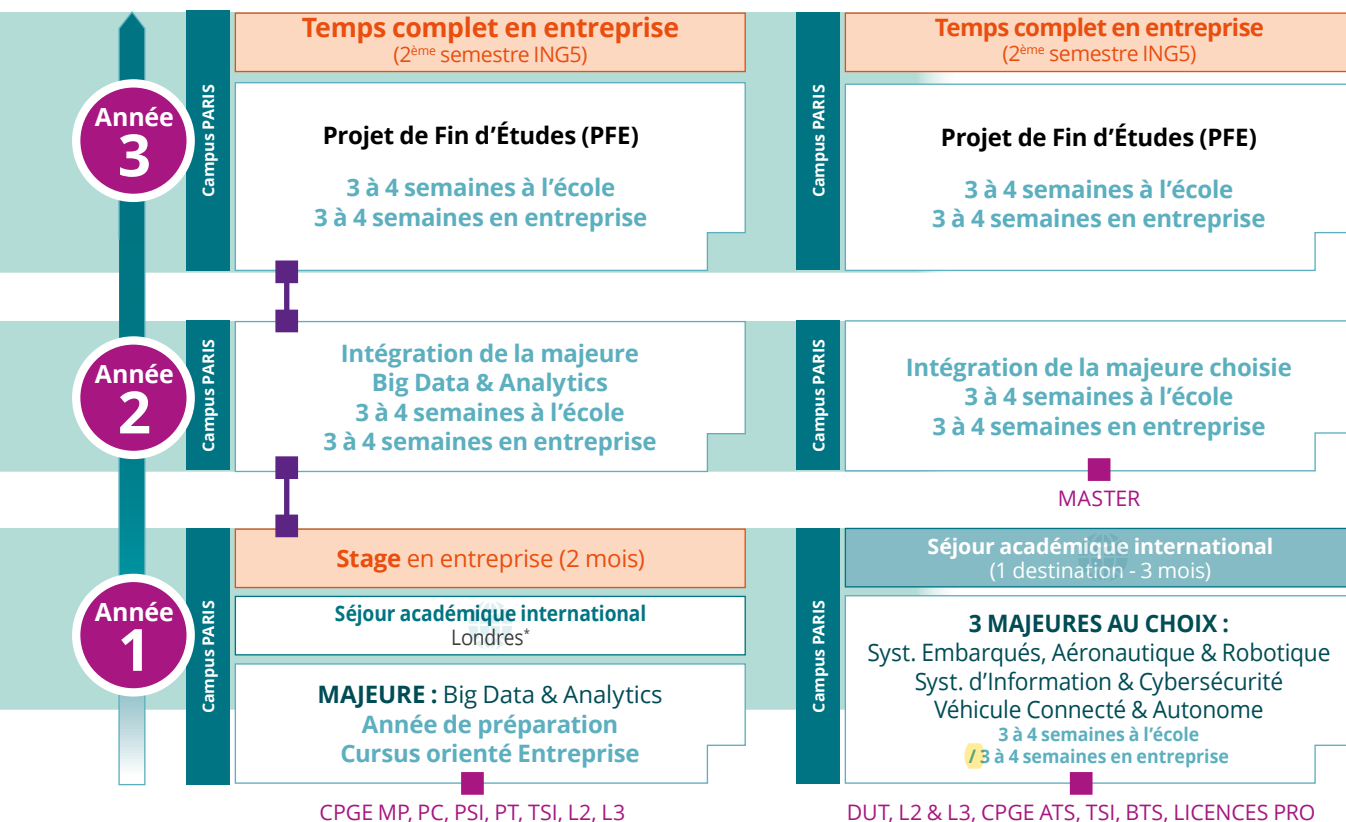 Année
3
Campus PARIS
Temps complet en entreprise
(2ème semestre ING5)
Projet de Fin d’Études (PFE)
3 à 4 semaines à l’école
3 à 4 semaines en entreprise
Campus PARIS
Temps complet en entreprise
(2ème semestre ING5)
Projet de Fin d’Études (PFE)
3 à 4 semaines à l’école
3 à 4 semaines en entreprise
Année
2
Campus PARIS
Intégration de la majeure
Big Data & Analytics
3 à 4 semaines à l’école
3 à 4 semaines en entreprise
Campus PARIS
Intégration de la majeure choisie
3 à 4 semaines à l’école
3 à 4 semaines en entreprise
MASTER
Année
1
Campus PARIS
Stage en entreprise (2 mois)
Séjour académique international
Londres*
MAJEURE : Big Data & Analytics
Année de préparation
Cursus orienté Entreprise
CPGE MP, PC, PSI, PT, TSI, L2, L3
Campus PARIS
Séjour académique international
(1 destination - 3 mois)
3 MAJEURES AU CHOIX :
Syst. Embarqués, Aéronautique & Robotique
Syst. d’Information & Cybersécurité
Véhicule Connecté & Autonome
3 à 4 semaines à l’école
/ 3 à 4 semaines en entreprise
DUT, L2 & L3, CPGE ATS, TSI, BTS, LICENCES PRO